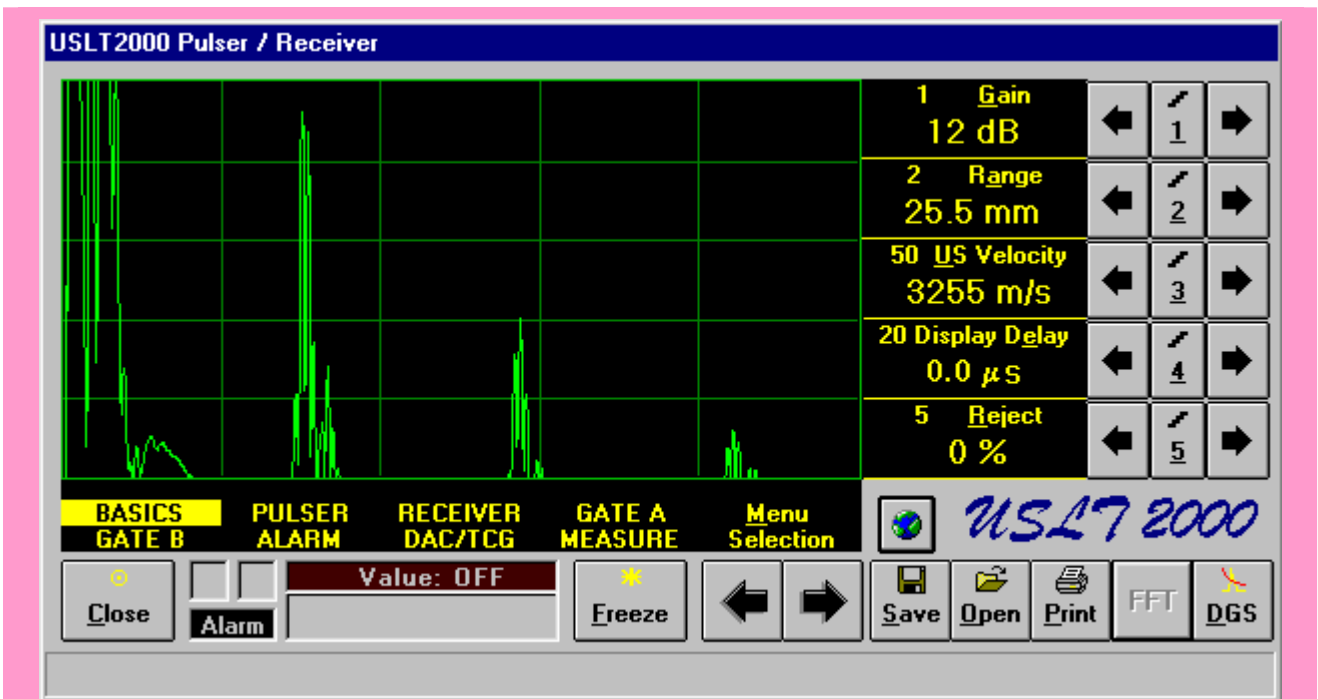 USLT2000 Pulser / Receiver
1 Gain
12 dB
1
2 Range
25.5 mm
2
50 US Velocity
3255 m/s
3
20 Display Delay
0.0 µs
4
5 Reject
0 %
5
BASICS PULSER RECEIVER GATE A Menu
GATE B ALARM DAC/TCG MEASURE Selection
USLT 2000
Close
Alarm
Value: OFF
Freeze
Save
Open
Print
FFT
DGS